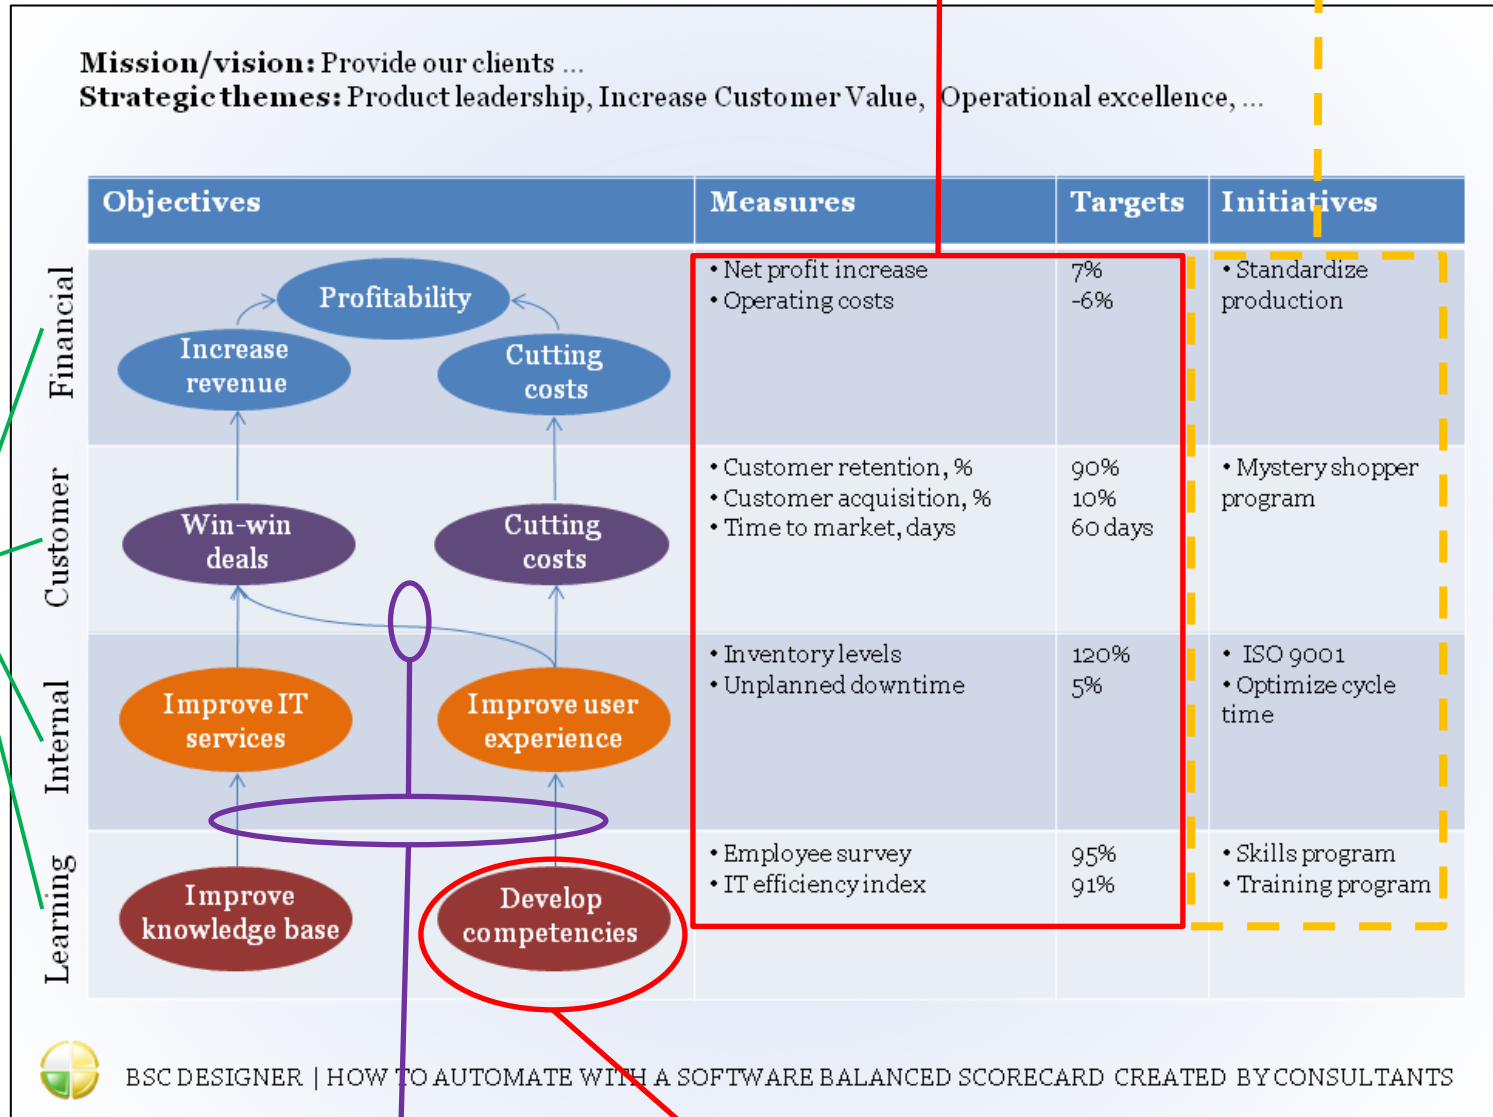 Mission/vision: Provide our clients ...
Strategic themes: Product leadership, Increase Customer Value, Operational excellence, ...
Objectives
Measures
Targets
Initiatives
Financial
Profitability
Increase
revenue
Cutting
costs
• Net profit increase
• Operating costs
7%
-6%
• Standardize
production
Customer
Win-win
deals
Cutting
costs
• Customer retention, %
• Customer acquisition, %
• Time to market, days
90%
10%
60 days
• Mystery shopper
program
Internal
Improve IT
services
Improve user
experience
• Inventory levels
• Unplanned downtime
120%
5%
• ISO 9001
• Optimize cycle
time
Learning
Improve
knowledge base
Develop
competencies
• Employee survey
• IT efficiency index
95%
91%
• Skills program
• Training program
BSC DESIGNER | HOW TO AUTOMATE WITH A SOFTWARE BALANCED SCORECARD CREATED BY CONSULTANTS